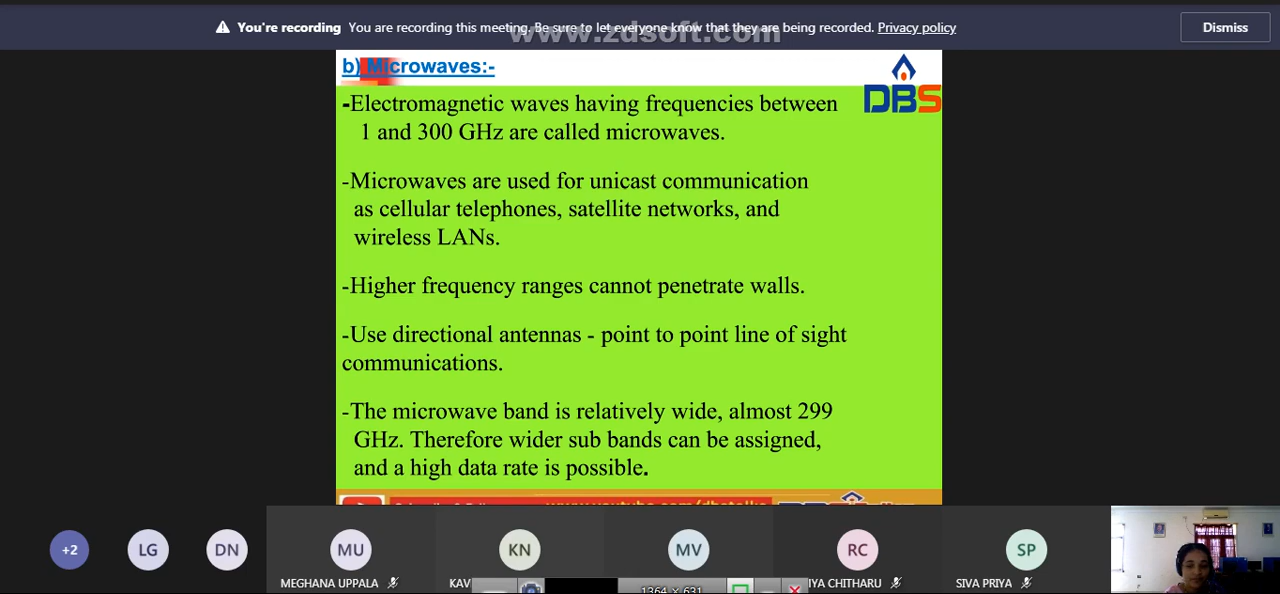 You're recording You are recording this meeting. Be sure to let everyone know that they are being recorded. Privacy policy
Dismiss
www.zdsoft.com
b) Microwaves:-
DBS
-Electromagnetic waves having frequencies between
1 and 300 GHz are called microwaves.
-Microwaves are used for unicast communication
as cellular telephones, satellite networks, and
wireless LANs.
-Higher frequency ranges cannot penetrate walls.
-Use directional antennas - point to point line of sight
communications.
-The microwave band is relatively wide, almost 299
GHz. Therefore wider sub bands can be assigned,
and a high data rate is possible.
+2
LG
DN
MU
KN
MV
RC
SP
MEGHANA UPPALA
KAV
IYA CHITHARU
SIVA PRIYA
1364 × 631